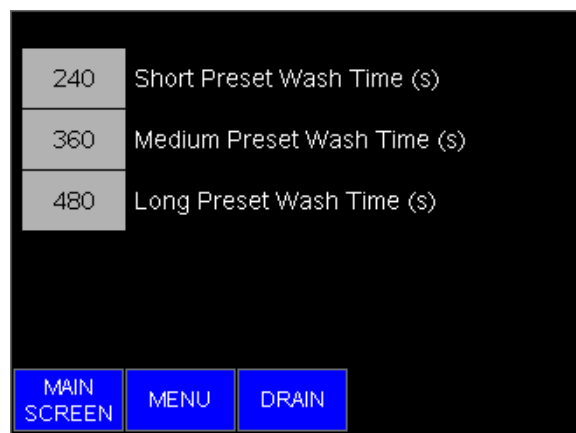 240 Short Preset Wash Time (s)
360 Medium Preset Wash Time (s)
480 Long Preset Wash Time (s)
MAIN
SCREEN
MENU
DRAIN